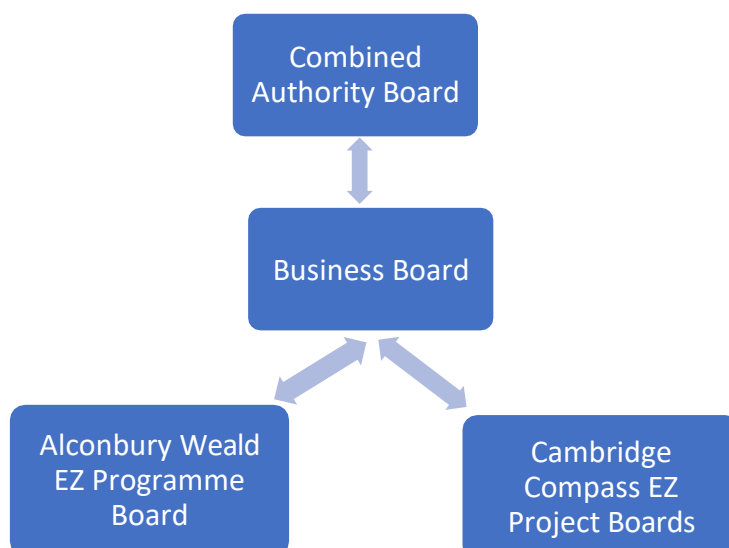 Combined
Authority Board
Business Board
Alconbury Weald
EZ Programme
Board
Cambridge
Compass EZ
Project Boards